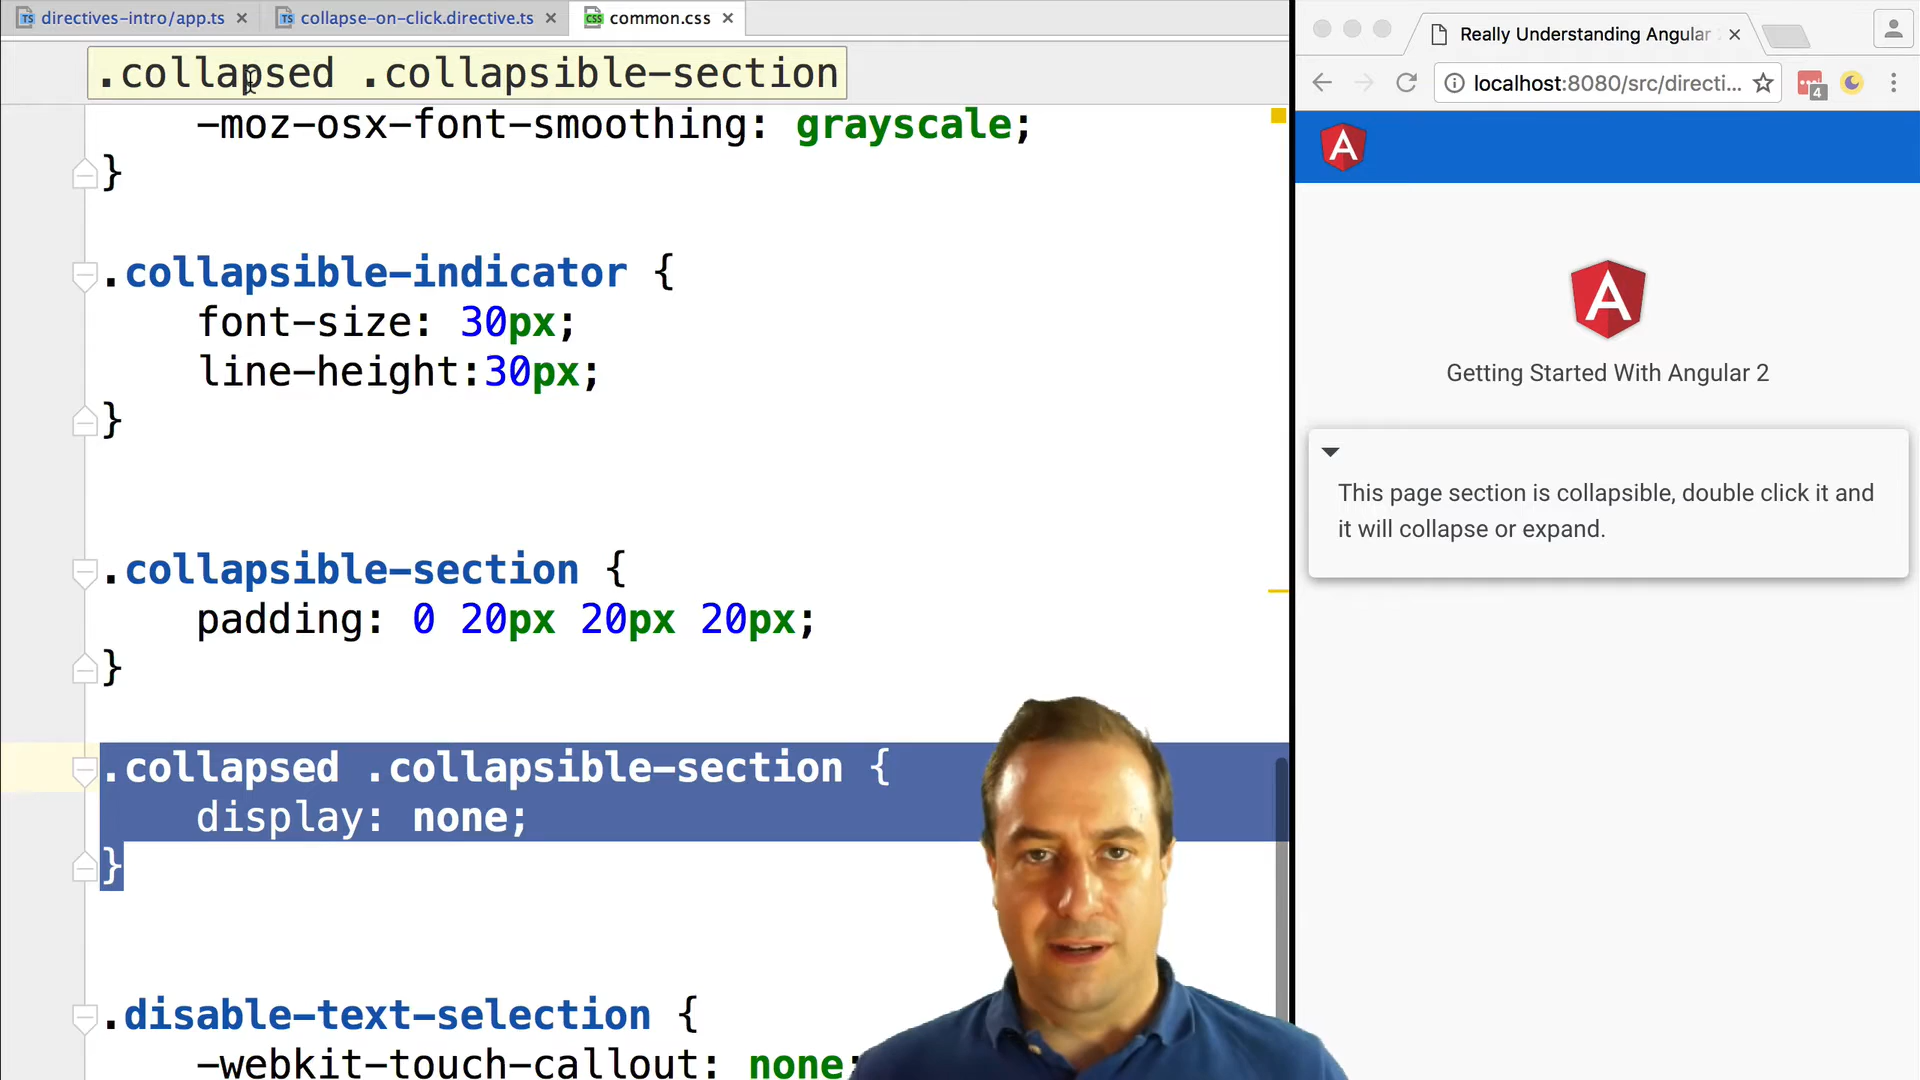 directives-intro/app.ts
collapse-on-click.directive.ts
common.css
.collapsed .collapsible-section
-moz-osx-font-smoothing: grayscale;
}
.collapsible-indicator {
font-size: 30px;
line-height:30px;
}
.collapsible-section {
padding: 0 20px 20px 20px;
}
.collapsed .collapsible-section {
display: none;
}
.disable-text-selection {
-webkit-touch-callout: none;
Really Understanding Angular
localhost:8080/src/directi...
4
A
A
Getting Started With Angular 2
This page section is collapsible, double click it and
it will collapse or expand.